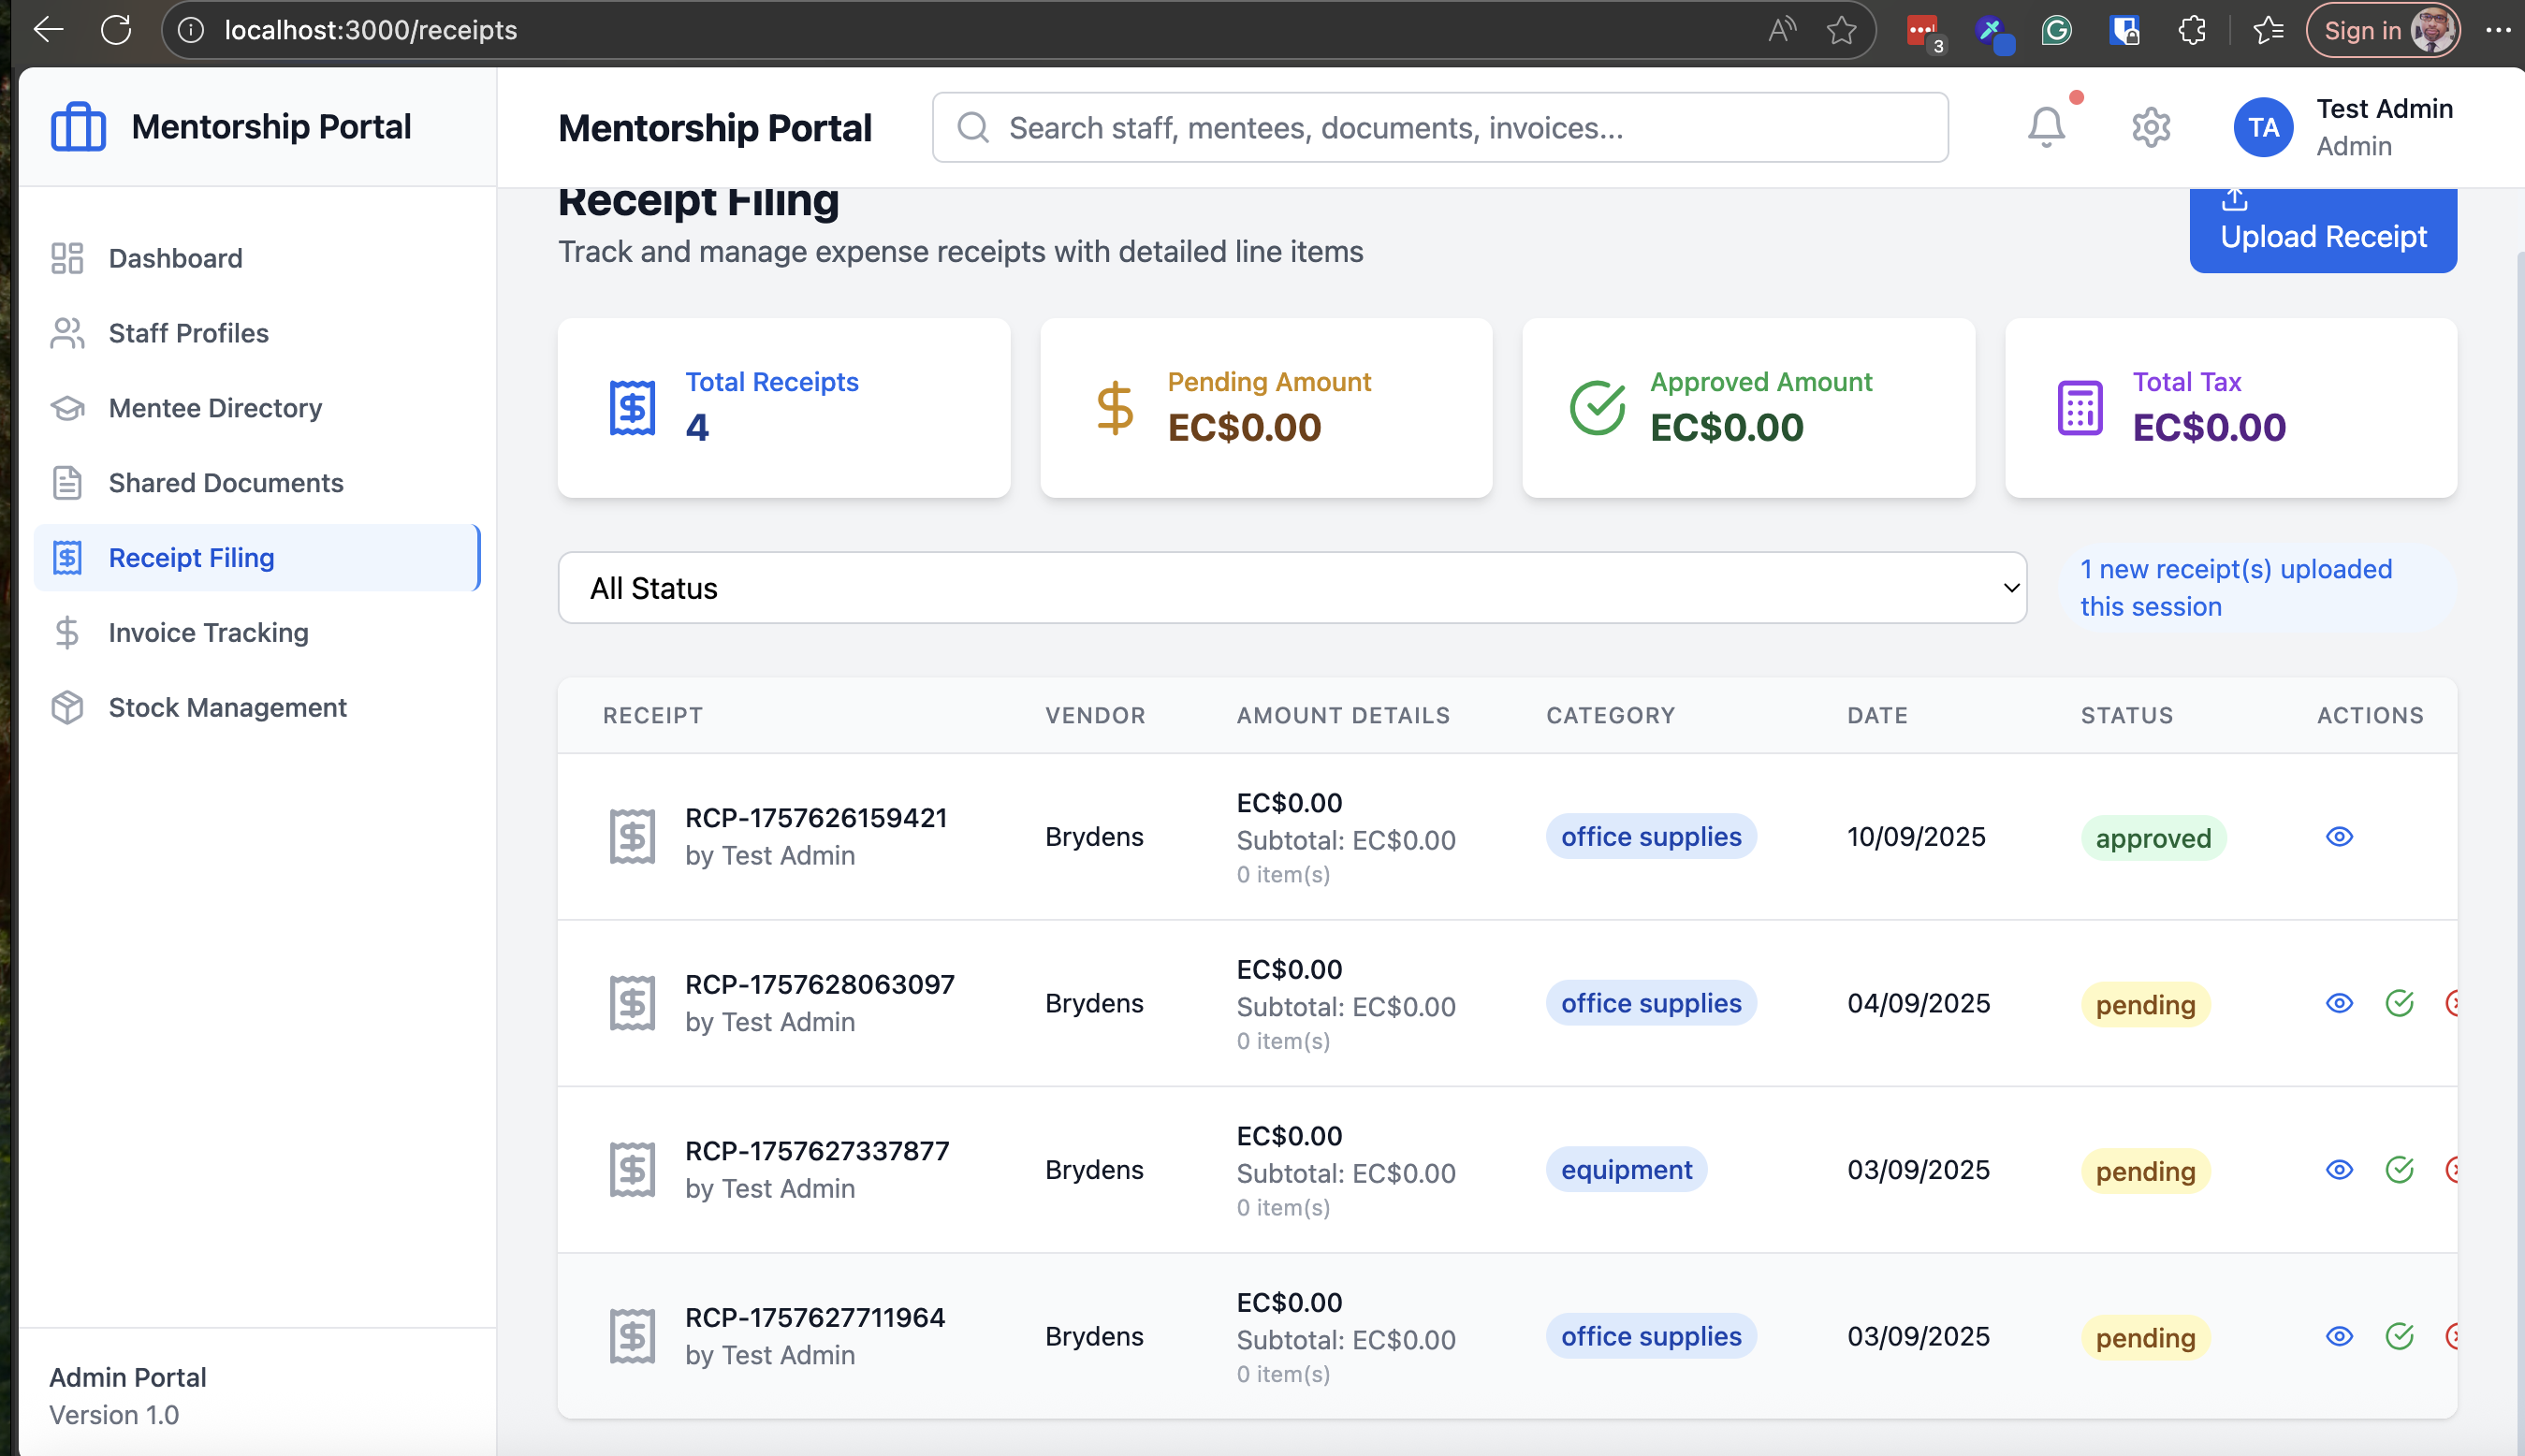 localhost:3000/receipts
3
Sign in
Mentorship Portal
Mentorship Portal
Search staff, mentees, documents, invoices...
TA
Test Admin
Admin
Dashboard
Staff Profiles
Mentee Directory
Shared Documents
Receipt Filing
Invoice Tracking
Stock Management
Admin Portal
Version 1.0
Receipt Filing
Track and manage expense receipts with detailed line items
Upload Receipt
Total Receipts
4
Pending Amount
EC$0.00
Approved Amount
EC$0.00
Total Tax
EC$0.00
All Status
1 new receipt(s) uploaded
this session
RECEIPT VENDOR AMOUNT DETAILS CATEGORY DATE STATUS ACTIONS
RCP-1757626159421
by Test Admin
Brydens
EC$0.00
Subtotal: EC$0.00
0 item(s)
office supplies
10/09/2025
approved
RCP-1757628063097
by Test Admin
Brydens
EC$0.00
Subtotal: EC$0.00
0 item(s)
office supplies
04/09/2025
pending
RCP-1757627337877
by Test Admin
Brydens
EC$0.00
Subtotal: EC$0.00
0 item(s)
equipment
03/09/2025
pending
RCP-1757627711964
by Test Admin
Brydens
EC$0.00
Subtotal: EC$0.00
0 item(s)
office supplies
03/09/2025
pending